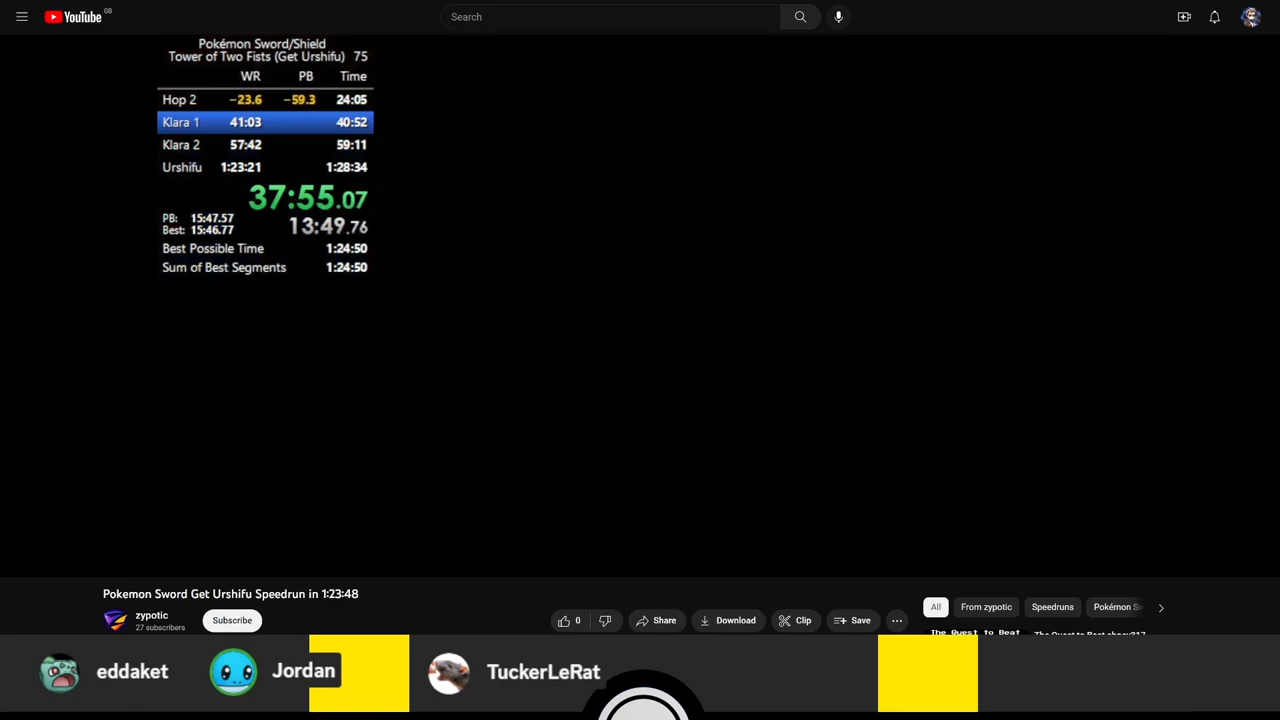 YouTube GB
Search
Pokémon Sword/Shield
Tower of Two Fists (Get Urshifu) 75
WR PB Time
Hop 2 -23.6 -59.3 24:05
Klara 1 41:03 40:52
Klara 2 57:42 59:11
Urshifu 1:23:21 1:28:34
37:55.07
PB: 15:47.57
Best: 15:46.77
13:49.76
Best Possible Time 1:24:50
Sum of Best Segments 1:24:50
Pokemon Sword Get Urshifu Speedrun in 1:23:48
zypotic
27 subscribers
Subscribe
0
Share
Download
Clip
Save
All
From zypotic
Speedruns
Pokémon
The Quest to Beat
eddaket
Jordan
TuckerLeRat